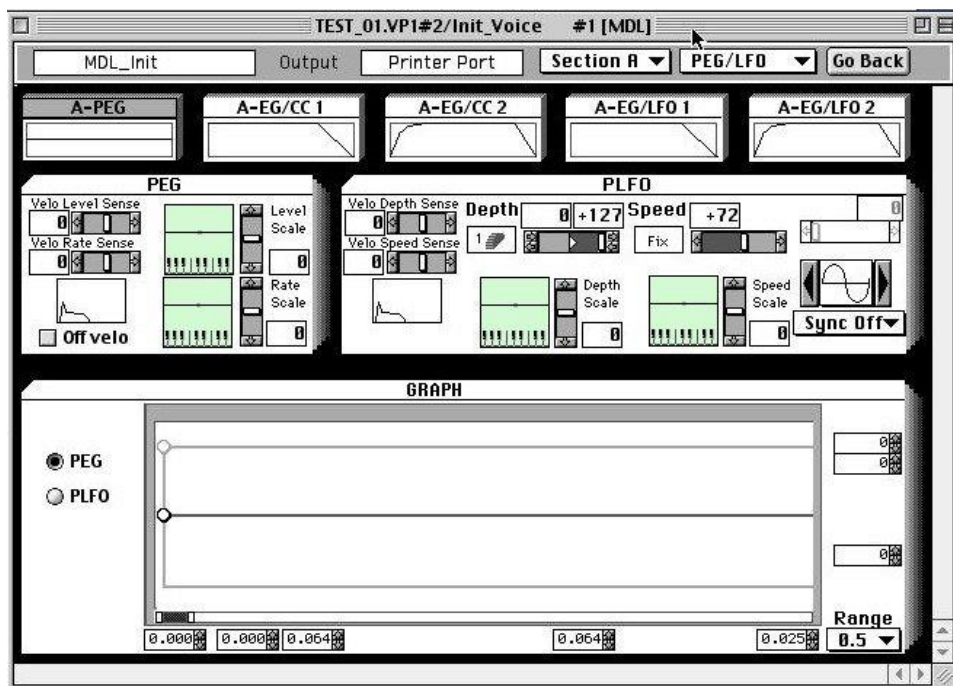 TEST_01.VP1#2/Init_Voice #1 [MDL]
MDL_Init Output Printer Port Section A PEG/LFO Go Back
A-PEG A-EG/CC 1 A-EG/CC 2 A-EG/LFO 1 A-EG/LFO 2
PEG
Velo Level Sense
0
Velo Rate Sense
0
Level
Scale
0
Rate
Scale
0
Off velo
PLFO
Velo Depth Sense
0
Velo Speed Sense
0
Depth 0 +127 Speed +72
1
Fix
0
Depth
Scale
0
Speed
Scale
0
Sync Off
GRAPH
PEG
PLFO
0
0
0
Range
0.000 0.000 0.064 0.064 0.025 0.5